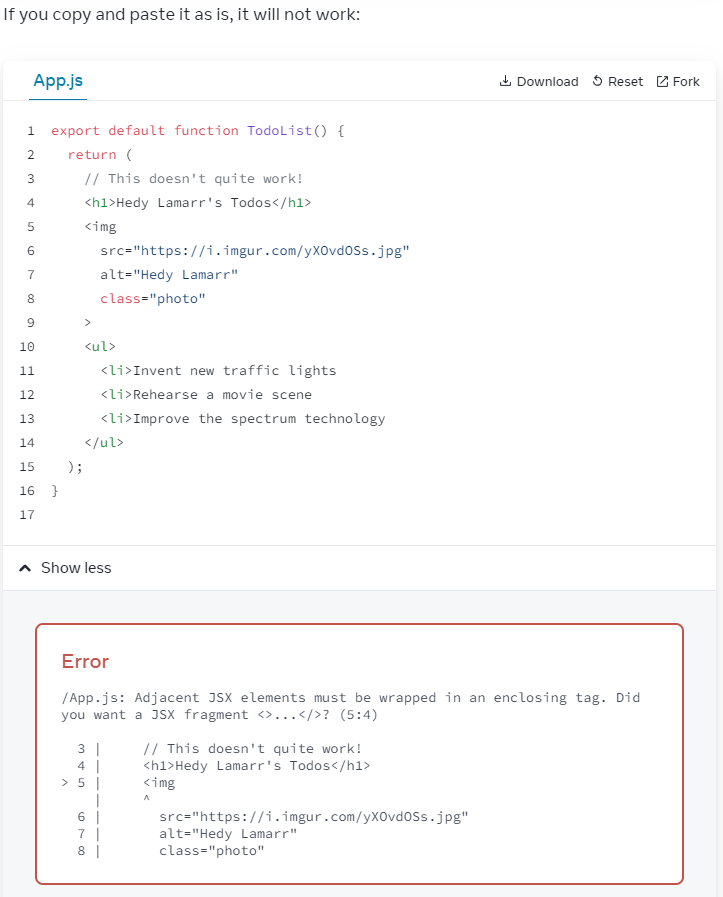 If you copy and paste it as is, it will not work:
App.js Download Reset Fork
1 export default function TodoList() {
2   return (
3     // This doesn't quite work!
4     <h1>Hedy Lamarr's Todos</h1>
5     <img
6       src="https://i.imgur.com/yXOvdOSs.jpg"
7       alt="Hedy Lamarr"
8       class="photo"
9     >
10     <ul>
11       <li>Invent new traffic lights
12       <li>Rehearse a movie scene
13       <li>Improve the spectrum technology
14     </ul>
15   );
16 }
17
Show less
Error
/App.js: Adjacent JSX elements must be wrapped in an enclosing tag. Did
you want a JSX fragment <>...</>? (5:4)
  3 |     // This doesn't quite work!
  4 |     <h1>Hedy Lamarr's Todos</h1>
> 5 |     <img
    |     ^
  6 |       src="https://i.imgur.com/yXOvdOSs.jpg"
  7 |       alt="Hedy Lamarr"
  8 |       class="photo"